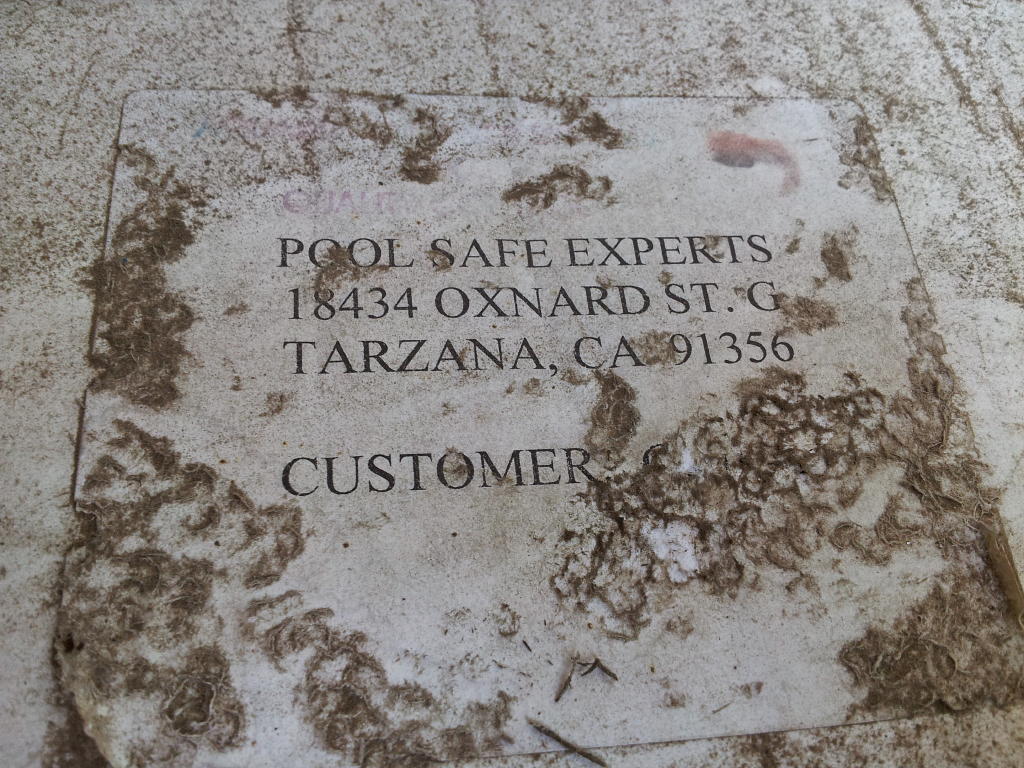 POOL SAFE EXPERTS
18434 OXNARD ST. G
TARZANA, CA 91356
CUSTOMER